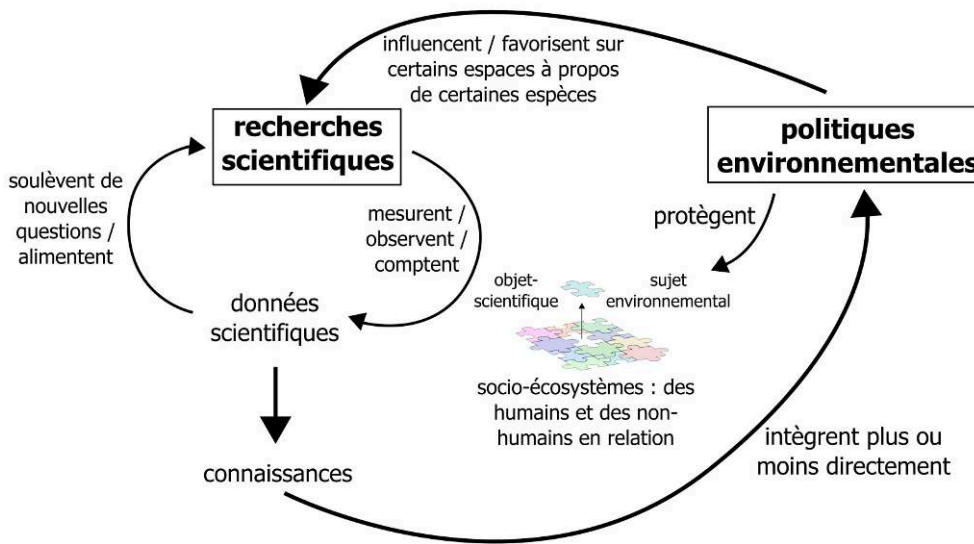 influencent / favorisent sur
certains espaces à propos
de certaines espèces
recherches
scientifiques
politiques
environnementales
soulèvent de
nouvelles
questions /
alimentent
mesurent /
observent /
comptent
protègent
objet-
scientifique
sujet
environnemental
données
scientifiques
socio-écosystèmes : des
humains et des non-
humains en relation
intègrent plus ou
moins directement
connaissances